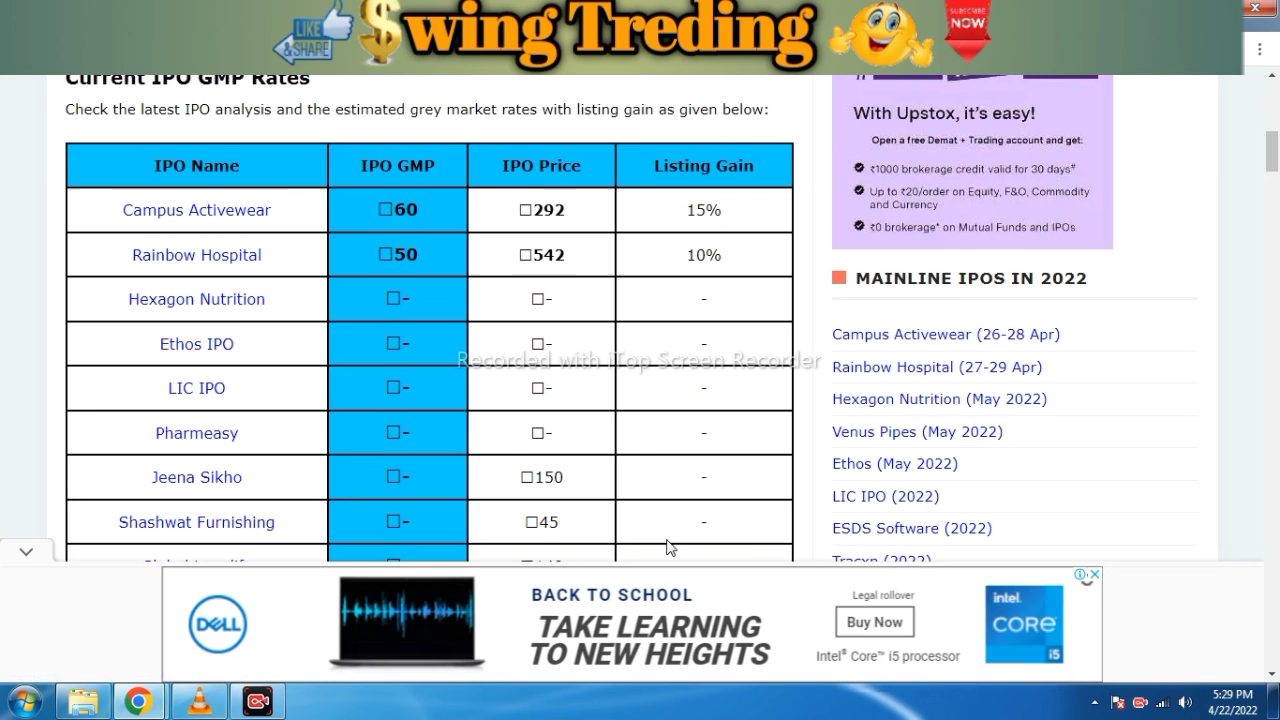 LIKE
& SHARE
$wing Treding
SUBSCRIBE
NOW
Current IPO GMP Rates
Check the latest IPO analysis and the estimated grey market rates with listing gain as given below:
IPO Name IPO GMP IPO Price Listing Gain
Campus Activewear □60 □292 15%
Rainbow Hospital □50 □542 10%
Hexagon Nutrition □- □- -
Ethos IPO □- □- -
LIC IPO □- □- -
Pharmeasy □- □- -
Jeena Sikho □- □150 -
Shashwat Furnishing □- □45 -
Recorded with iTop Screen Recorder
With Upstox, it's easy!
Open a free Demat + Trading account and get:
₹1000 brokerage credit valid for 30 days#
Up to ₹20/order on Equity, F&O, Commodity
and Currency
₹0 brokerage* on Mutual Funds and IPOs
MAINLINE IPOS IN 2022
Campus Activewear (26-28 Apr)
Rainbow Hospital (27-29 Apr)
Hexagon Nutrition (May 2022)
Venus Pipes (May 2022)
Ethos (May 2022)
LIC IPO (2022)
ESDS Software (2022)
Tracxn (2022)
DELL
BACK TO SCHOOL
TAKE LEARNING
TO NEW HEIGHTS
Legal rollover
Buy Now
Intel® Core™ i5 processor
intel.
CORE
i5
5:29 PM
4/22/2022